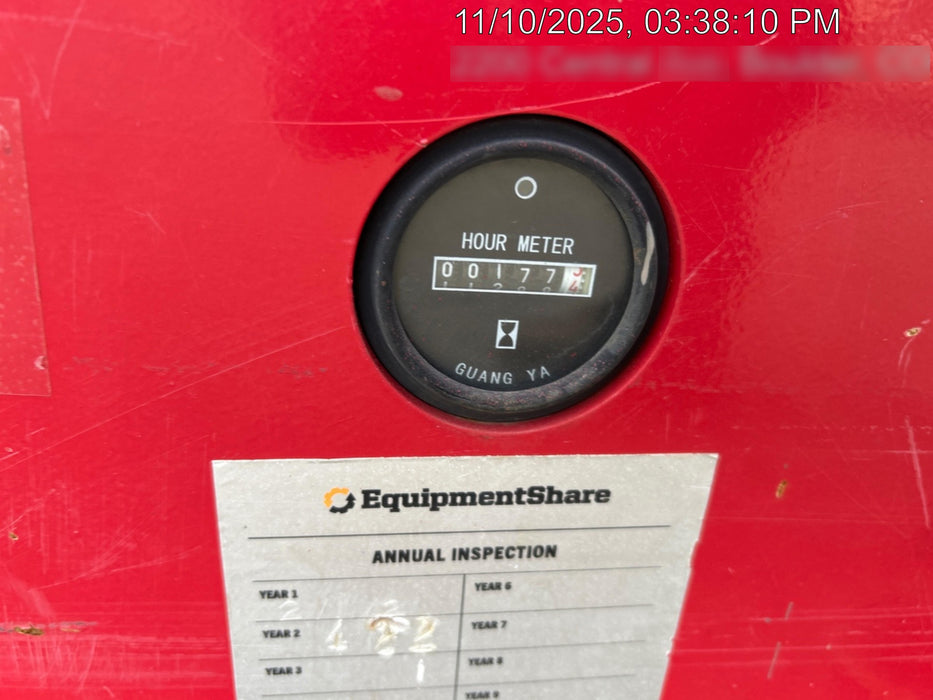 11/10/2025, 03:38:10 PM
HOUR METER
00177
GUANG YA
EquipmentShare
ANNUAL INSPECTION
YEAR 1
YEAR 6
YEAR 2
YEAR 7
YEAR 3
YEAR 8
YEAR 9